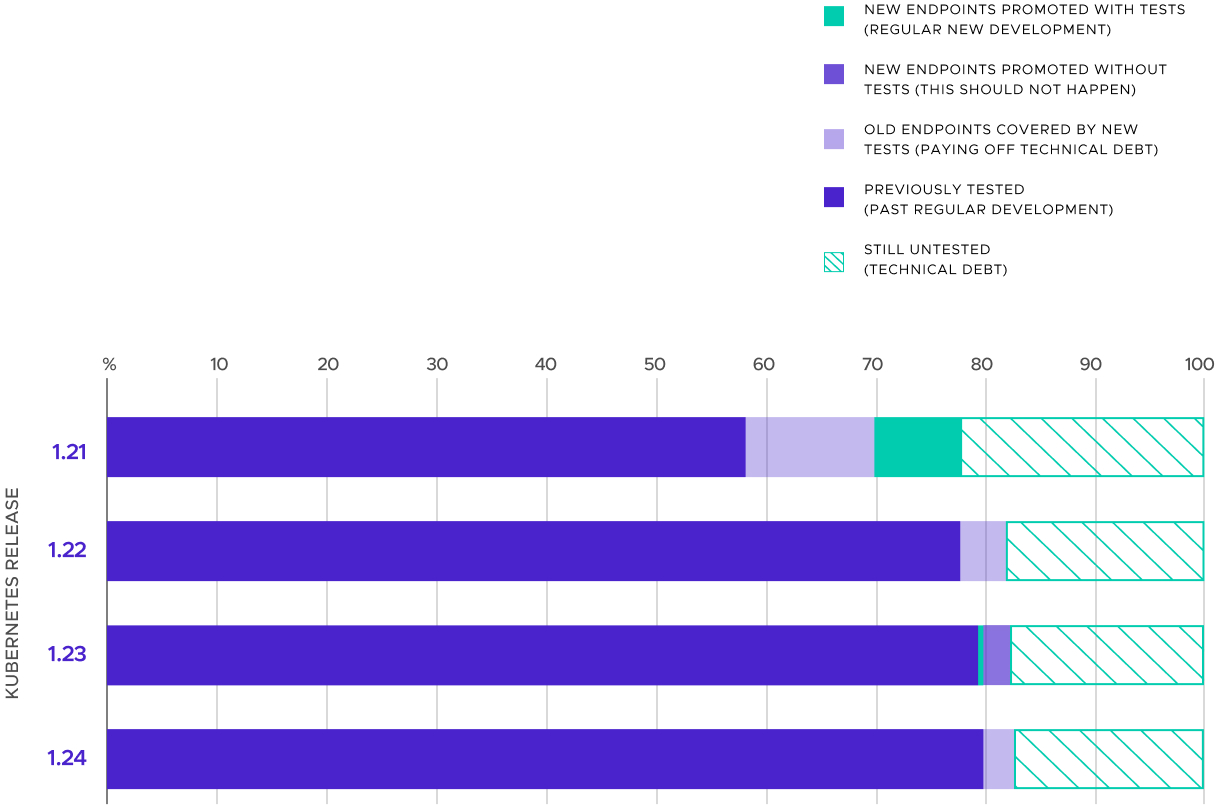 NEW ENDPOINTS PROMOTED WITH TESTS
(REGULAR NEW DEVELOPMENT)
NEW ENDPOINTS PROMOTED WITHOUT
TESTS (THIS SHOULD NOT HAPPEN)
OLD ENDPOINTS COVERED BY NEW
TESTS (PAYING OFF TECHNICAL DEBT)
PREVIOUSLY TESTED
(PAST REGULAR DEVELOPMENT)
STILL UNTESTED
(TECHNICAL DEBT)
% 10 20 30 40 50 60 70 80 90 100
KUBERNETES RELEASE
1.21
1.22
1.23
1.24